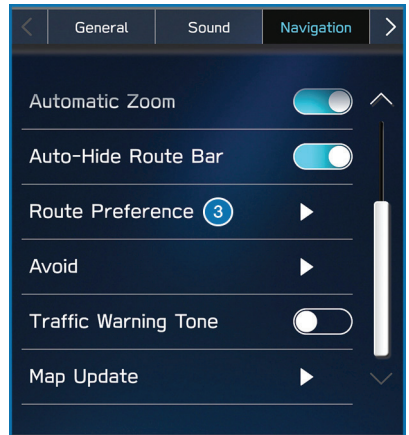 General Sound Navigation
Automatic Zoom
Auto-Hide Route Bar
Route Preference 3
Avoid
Traffic Warning Tone
Map Update